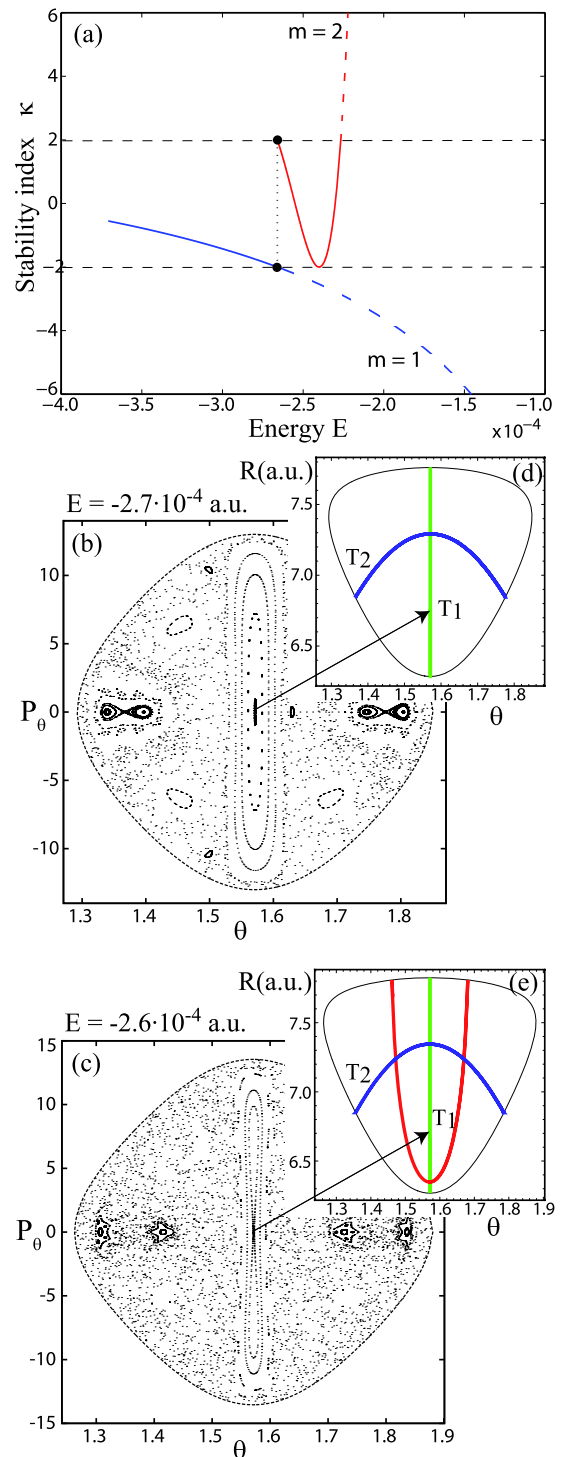 (a)
m = 2
m = 1
Stability index κ
6
4
2
0
−2
−4
−6
-4.0 −3.5 −3.0 −2.5 −2.0 −1.5 −1.0
Energy E
×10⁻⁴
E = -2.7·10⁻⁴ a.u.
(b)
Pθ
10
5
0
-5
-10
1.3 1.4 1.5 1.6 1.7 1.8
θ
R(a.u.)
(d)
7.5
7.0
6.5
T2
T1
1.4 1.5 1.6 1.7 1.8
θ
E = -2.6·10⁻⁴ a.u.
(c)
Pθ
15
10
5
0
-5
-10
-15
1.3 1.4 1.5 1.6 1.7 1.8 1.9
θ
R(a.u.)
(e)
7.5
7.0
6.5
T2
T1
1.3 1.4 1.5 1.6 1.7 1.8 1.9
θ